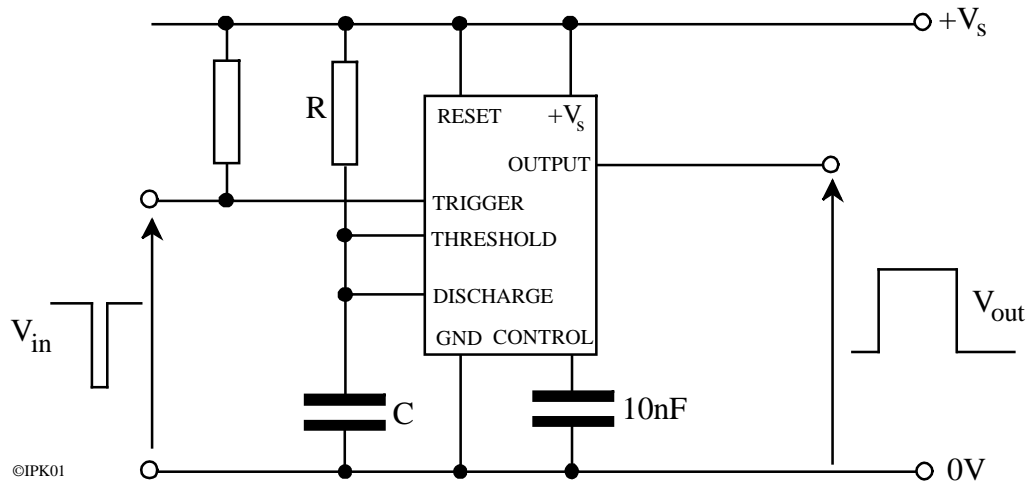 +Vs
R
RESET
+Vs
OUTPUT
TRIGGER
THRESHOLD
DISCHARGE
Vin
Vout
GND
CONTROL
C
10nF
©IPK01
0V